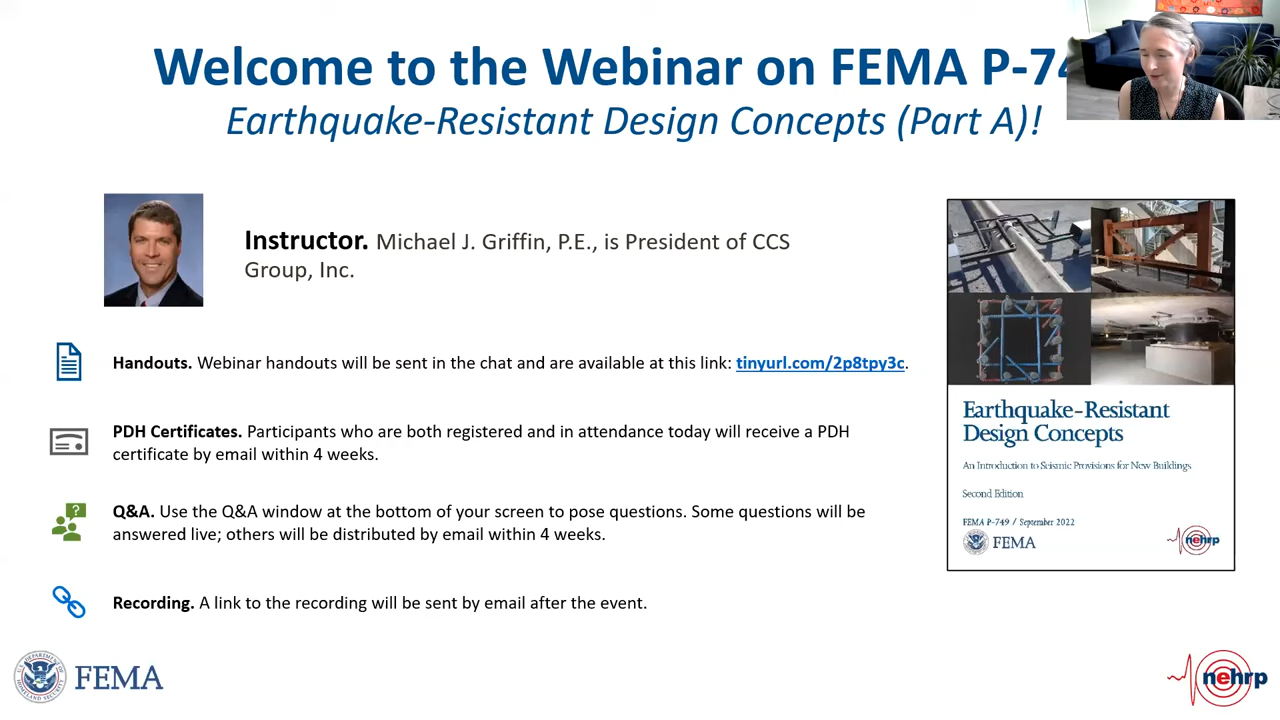 Welcome to the Webinar on FEMA P-74
Earthquake-Resistant Design Concepts (Part A)!
Instructor. Michael J. Griffin, P.E., is President of CCS
Group, Inc.
Handouts. Webinar handouts will be sent in the chat and are available at this link: tinyurl.com/2p8tpy3c.
PDH Certificates. Participants who are both registered and in attendance today will receive a PDH
certificate by email within 4 weeks.
Q&A. Use the Q&A window at the bottom of your screen to pose questions. Some questions will be
answered live; others will be distributed by email within 4 weeks.
Recording. A link to the recording will be sent by email after the event.
Earthquake-Resistant
Design Concepts
An Introduction to Seismic Provisions for New Buildings
Second Edition
FEMA P-749 / September 2022
FEMA
nehrp
FEMA
nehrp